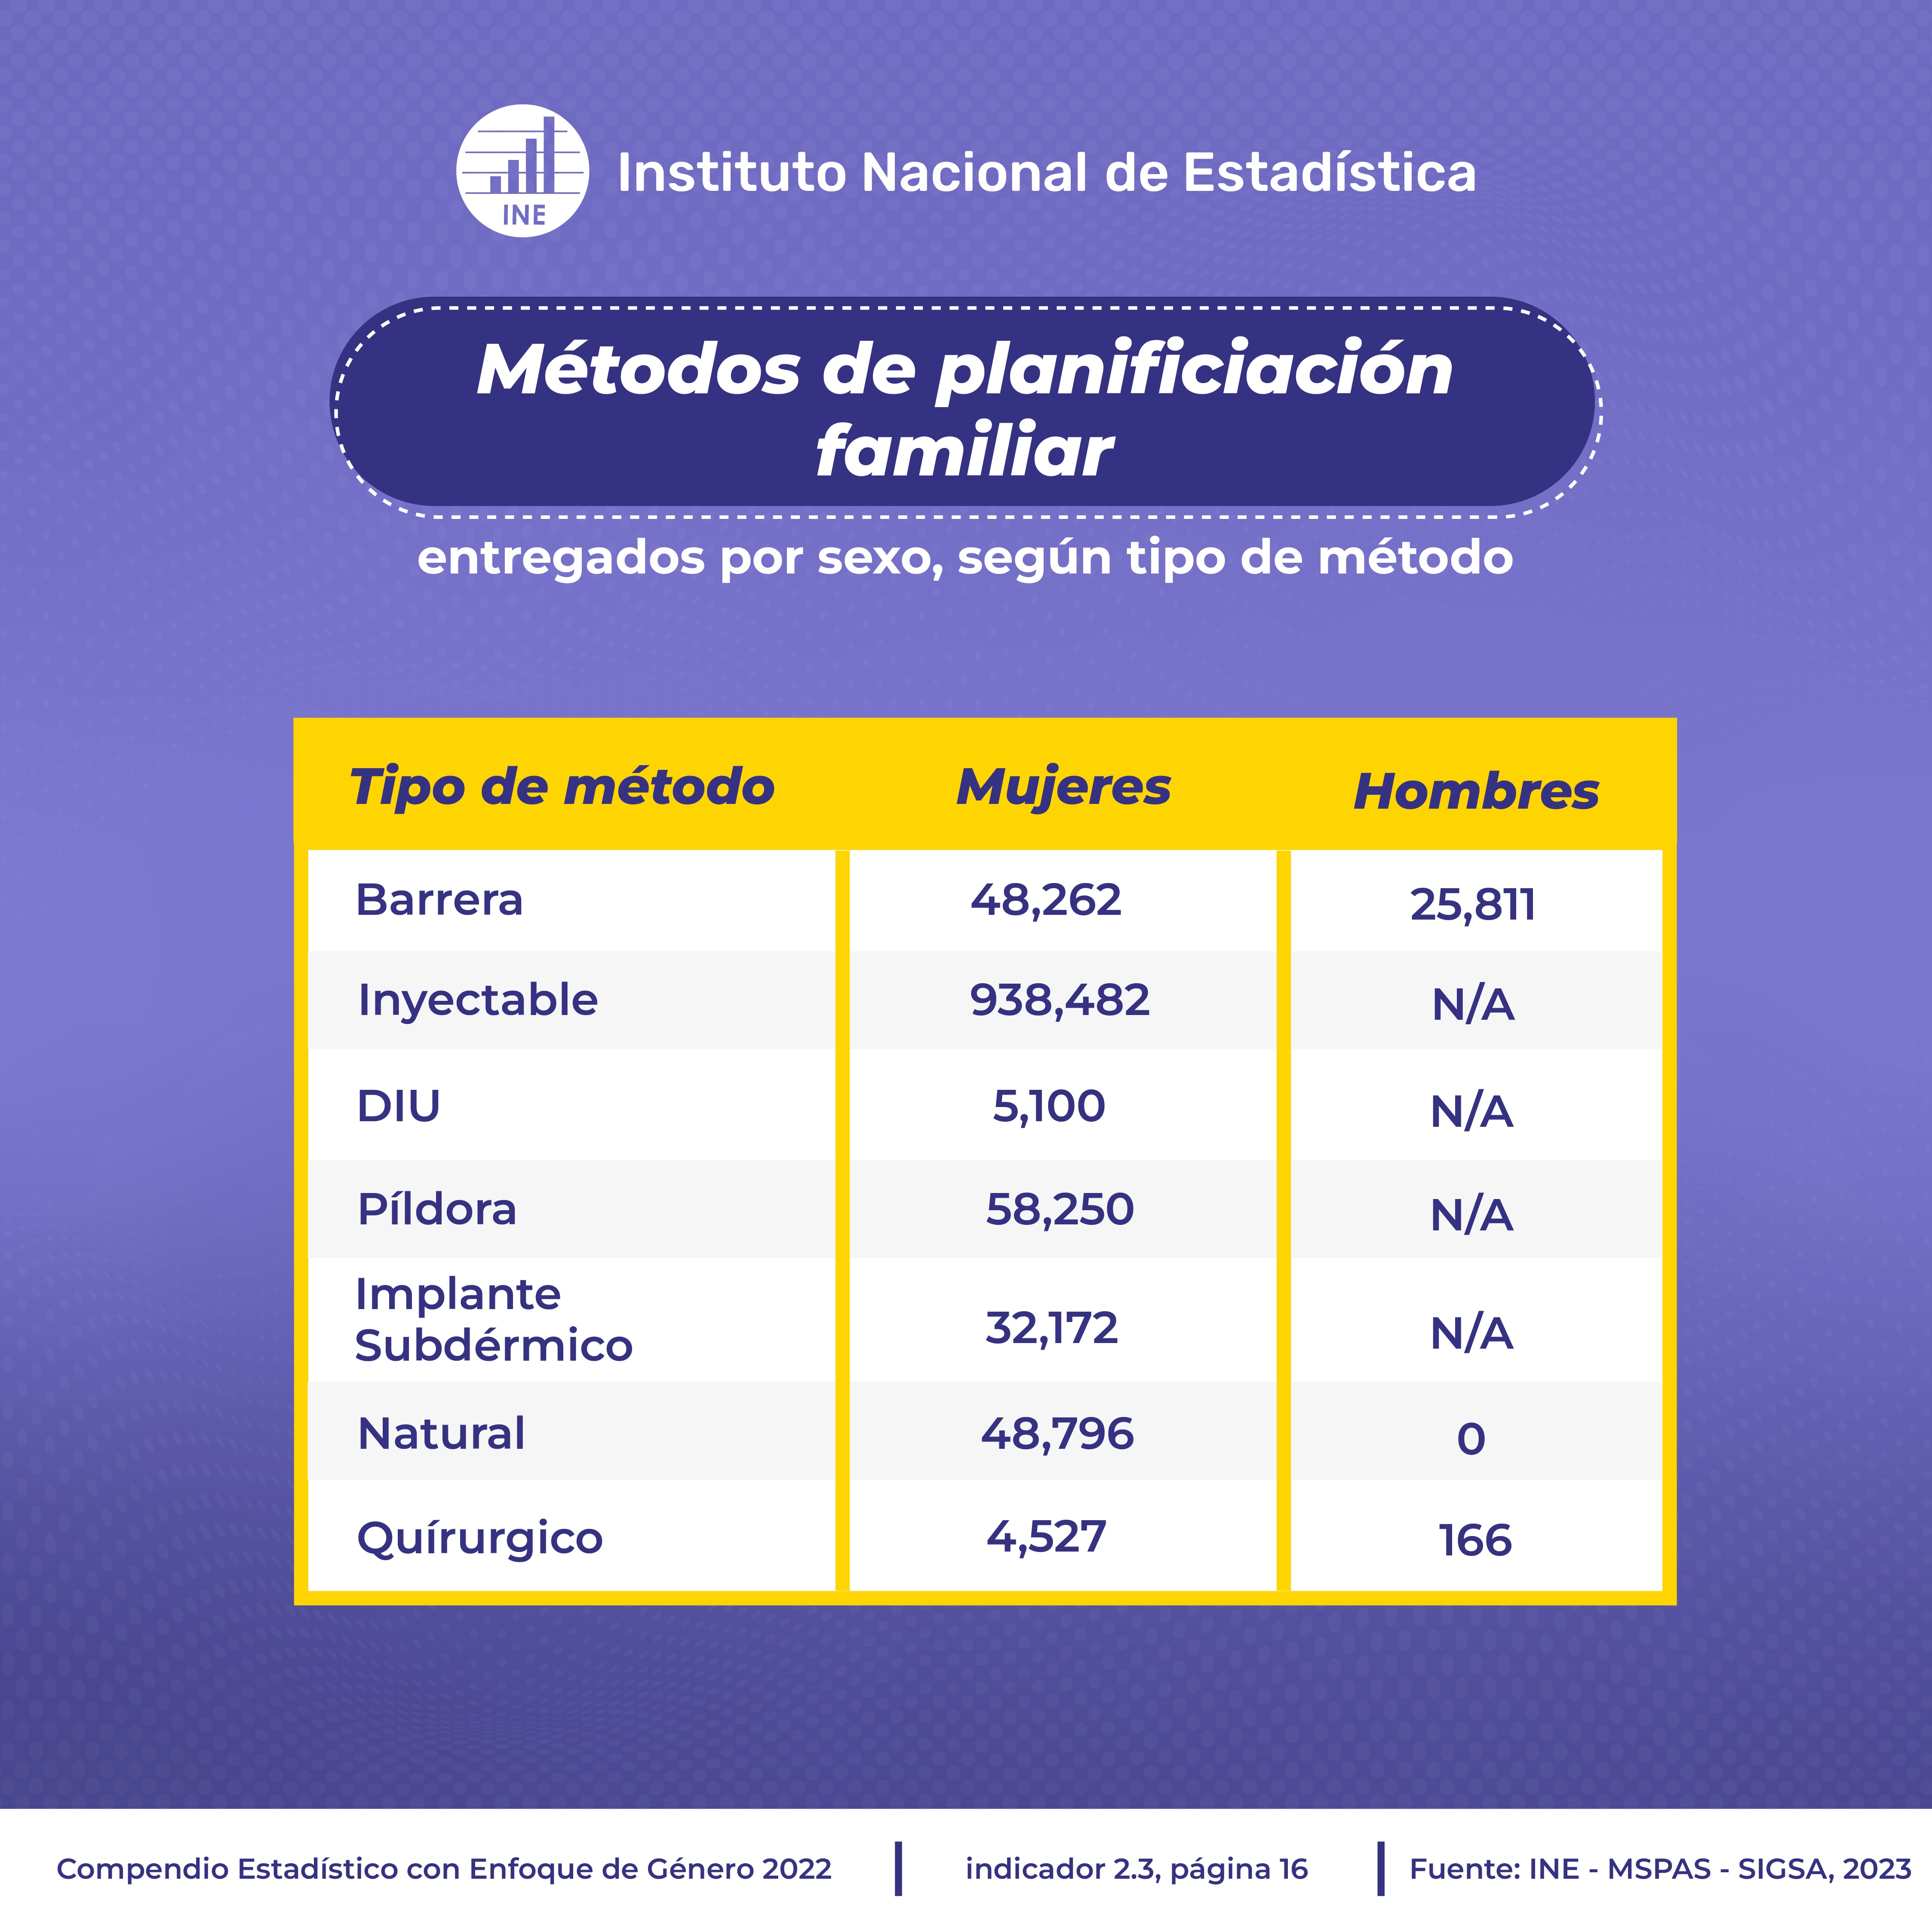 INE
Instituto Nacional de Estadística
Métodos de planificiación
familiar
entregados por sexo, según tipo de método
Tipo de método Mujeres Hombres
Barrera 48,262 25,811
Inyectable 938,482 N/A
DIU 5,100 N/A
Píldora 58,250 N/A
Implante
Subdérmico 32,172 N/A
Natural 48,796 0
Quírurgico 4,527 166
Compendio Estadístico con Enfoque de Género 2022 | indicador 2.3, página 16 | Fuente: INE - MSPAS - SIGSA, 2023